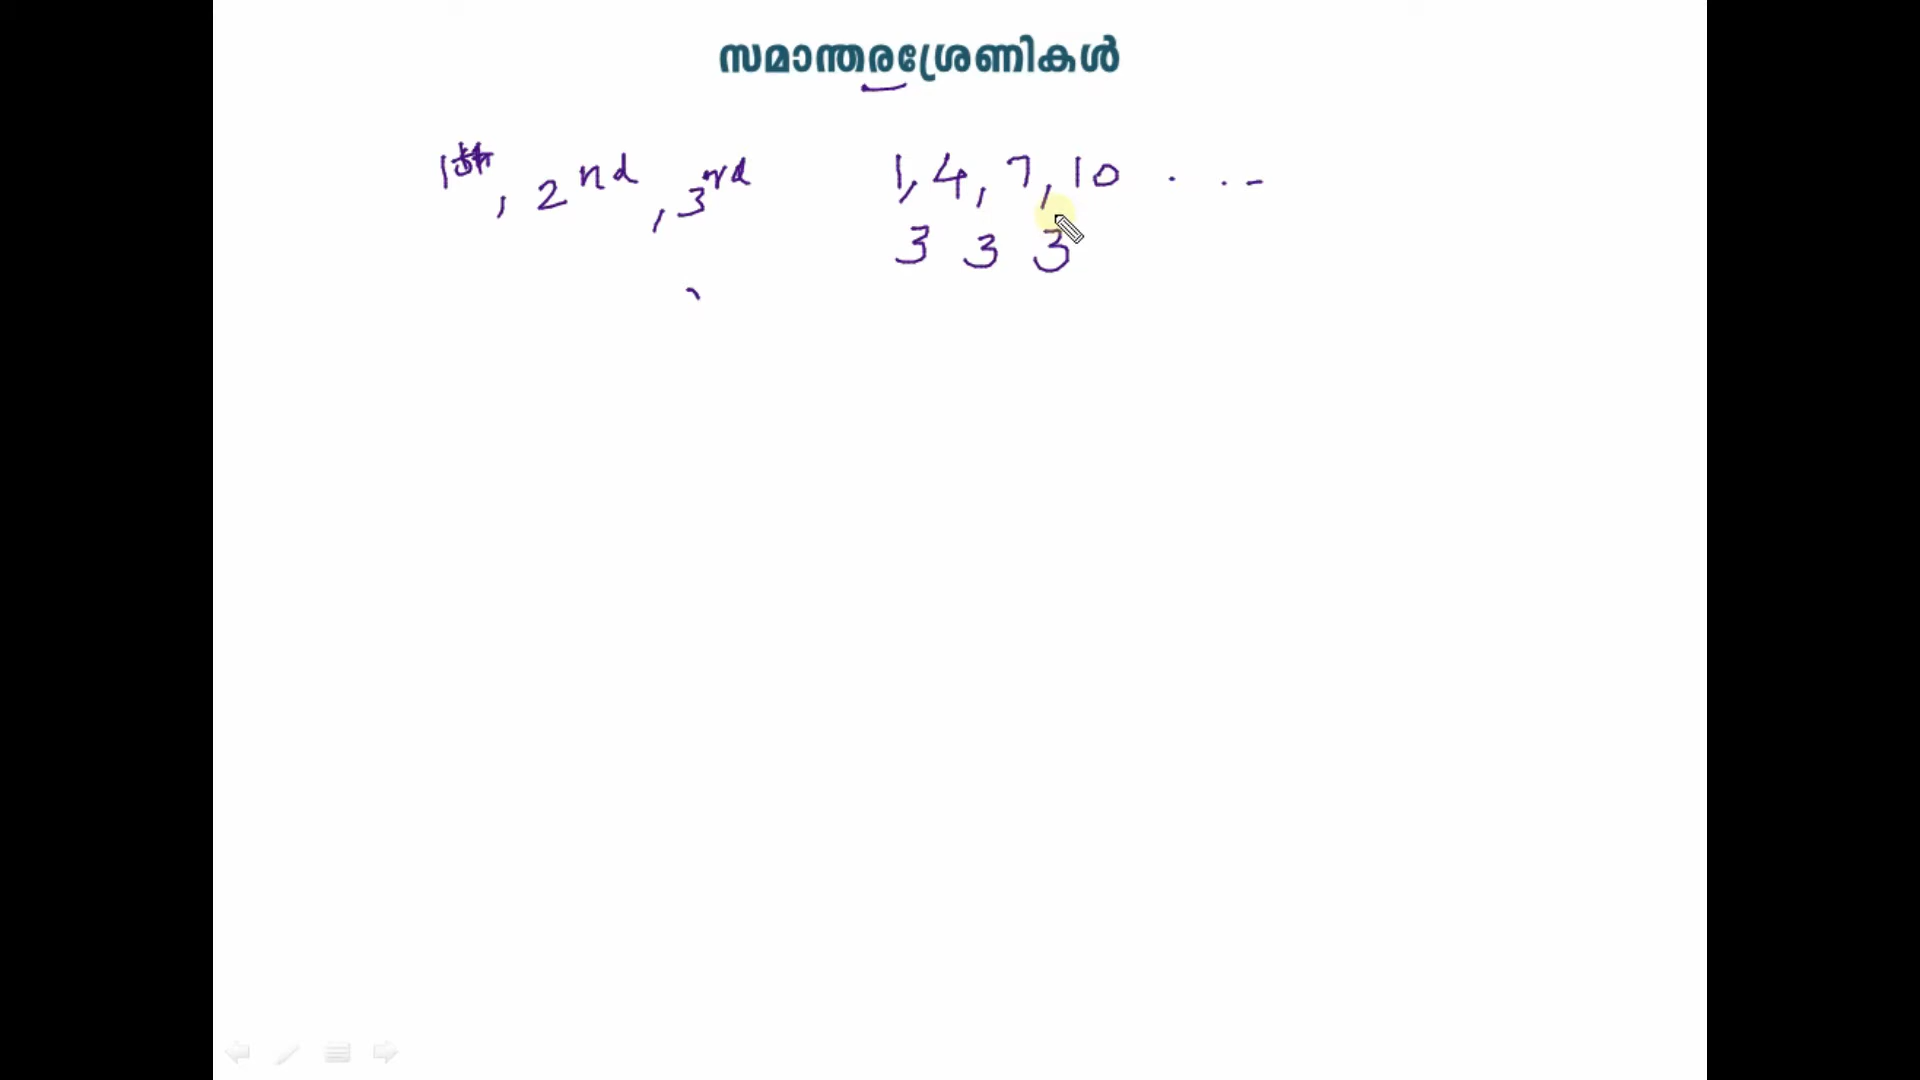 സമാന്തരശ്രേണികൾ
1st, 2nd, 3rd 1, 4, 7, 10 . . -
3 3 3